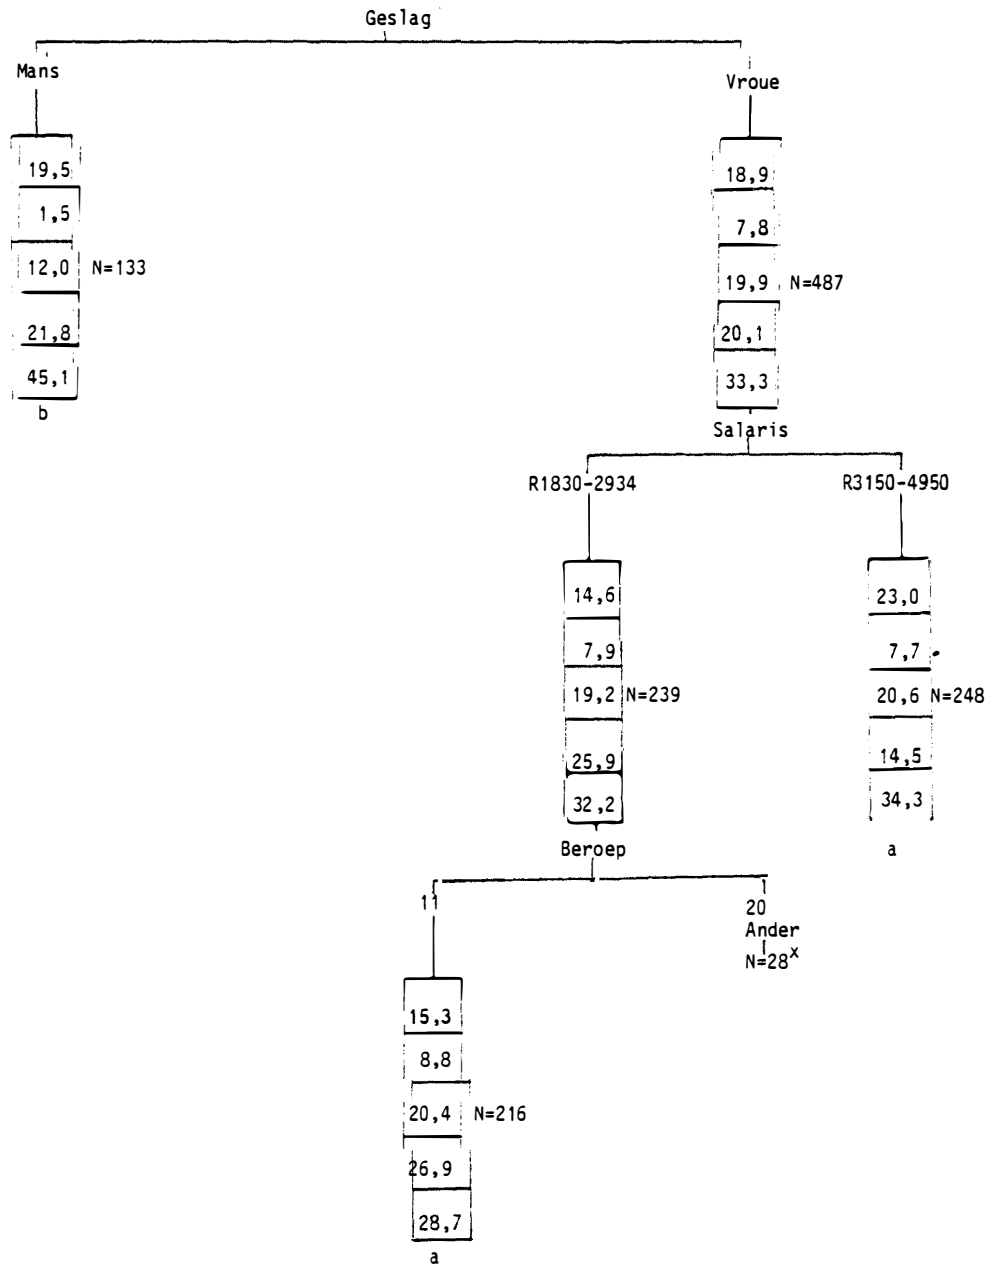 Geslag
Mans
Vroue
19,5
1,5
12,0 N=133
21,8
45,1
b
18,9
7,8
19,9 N=487
20,1
33,3
Salaris
R1830-2934
R3150-4950
14,6
7,9
19,2 N=239
25,9
32,2
23,0
7,7
20,6 N=248
14,5
34,3
a
Beroep
11
20
Ander
N=28x
15,3
8,8
20,4 N=216
26,9
28,7
a